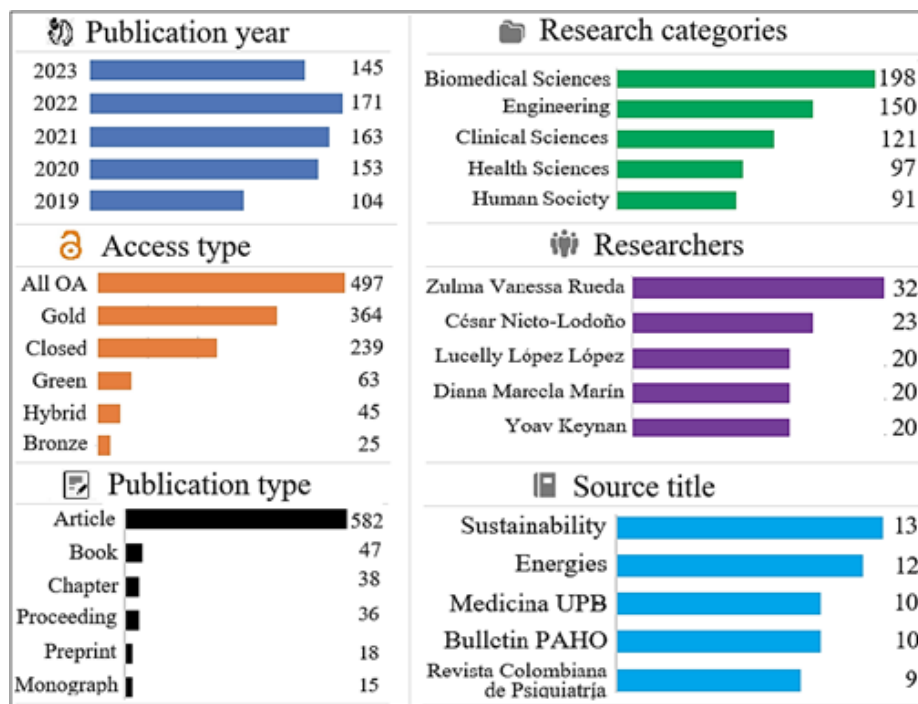 Publication year
2023 145
2022 171
2021 163
2020 153
2019 104
Access type
All OA 497
Gold 364
Closed 239
Green 63
Hybrid 45
Bronze 25
Publication type
Article 582
Book 47
Chapter 38
Proceeding 36
Preprint 18
Monograph 15
Research categories
Biomedical Sciences 198
Engineering 150
Clinical Sciences 121
Health Sciences 97
Human Society 91
Researchers
Zulma Vanessa Rueda 32
César Nieto-Lodoño 23
Lucelly López López 20
Diana Marcela Marín 20
Yoav Keynan 20
Source title
Sustainability 13
Energies 12
Medicina UPB 10
Bulletin PAHO 10
Revista Colombiana
de Psiquiatría 9